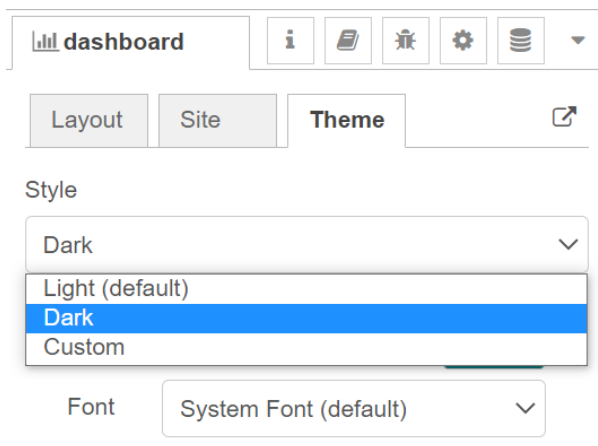 dashboard
Layout Site Theme
Style
Dark
Light (default)
Dark
Custom
Font System Font (default)